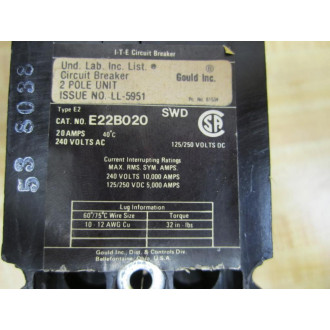 I-T-E Circuit Breaker
Und. Lab. Inc. List.
Circuit Breaker
2 POLE UNIT
ISSUE NO. LL-5951
Gould Inc.
Type E2
CAT. NO. E22B020
SWD
SA
20 AMPS 40°C
240 VOLTS AC
125/250 VOLTS DC
Current Interrupting Ratings
MAX. RMS. SYM. AMPS.
240 VOLTS 10,000 AMPS
125/250 VDC 5,000 AMPS
Lug Information
60°/75°C Wire Size Torque
10 - 12 AWG Cu 32 in - lbs
Gould Inc., Dist. & Controls Div.
Bellefontaine, Ohio, U.S.A.